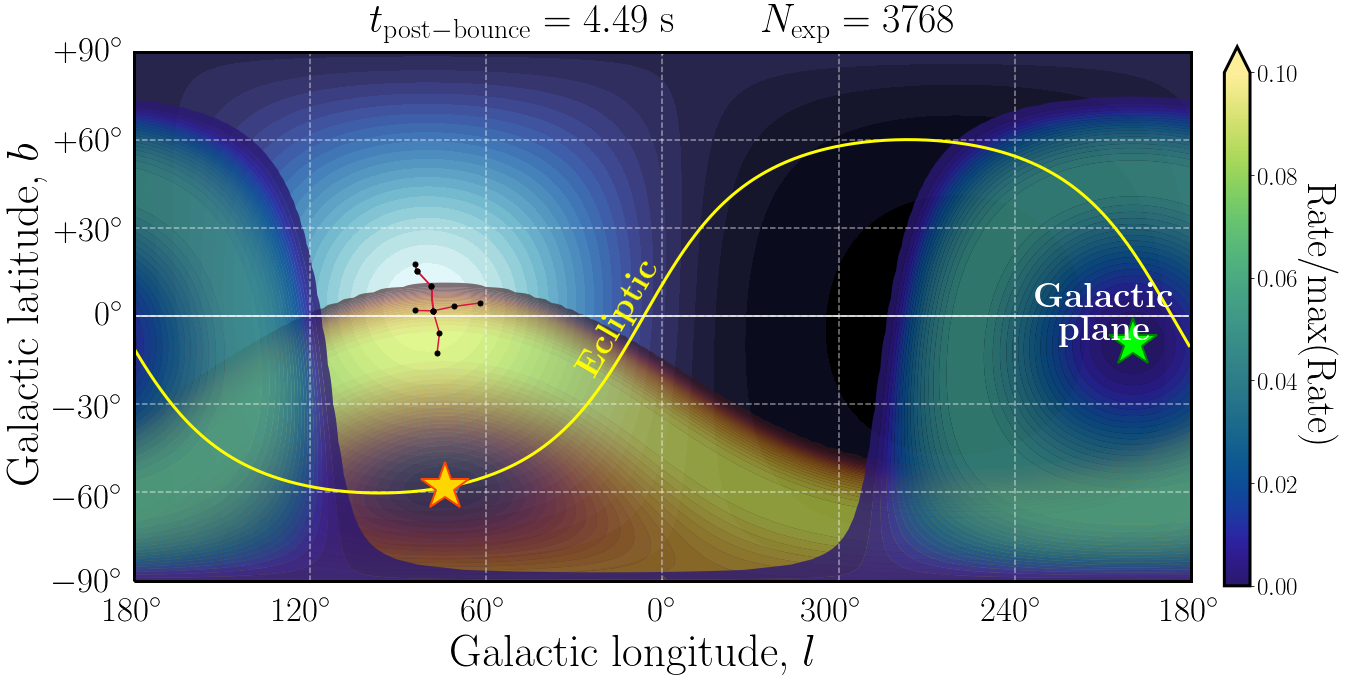 t_post−bounce = 4.49 s N_exp = 3768
+90°
+60°
+30°
0°
−30°
−60°
−90°
Galactic latitude, b
180° 120° 60° 0° 300° 240° 180°
Galactic longitude, l
Ecliptic
Galactic
plane
0.10
0.08
0.06
0.04
0.02
0.00
Rate/max(Rate)